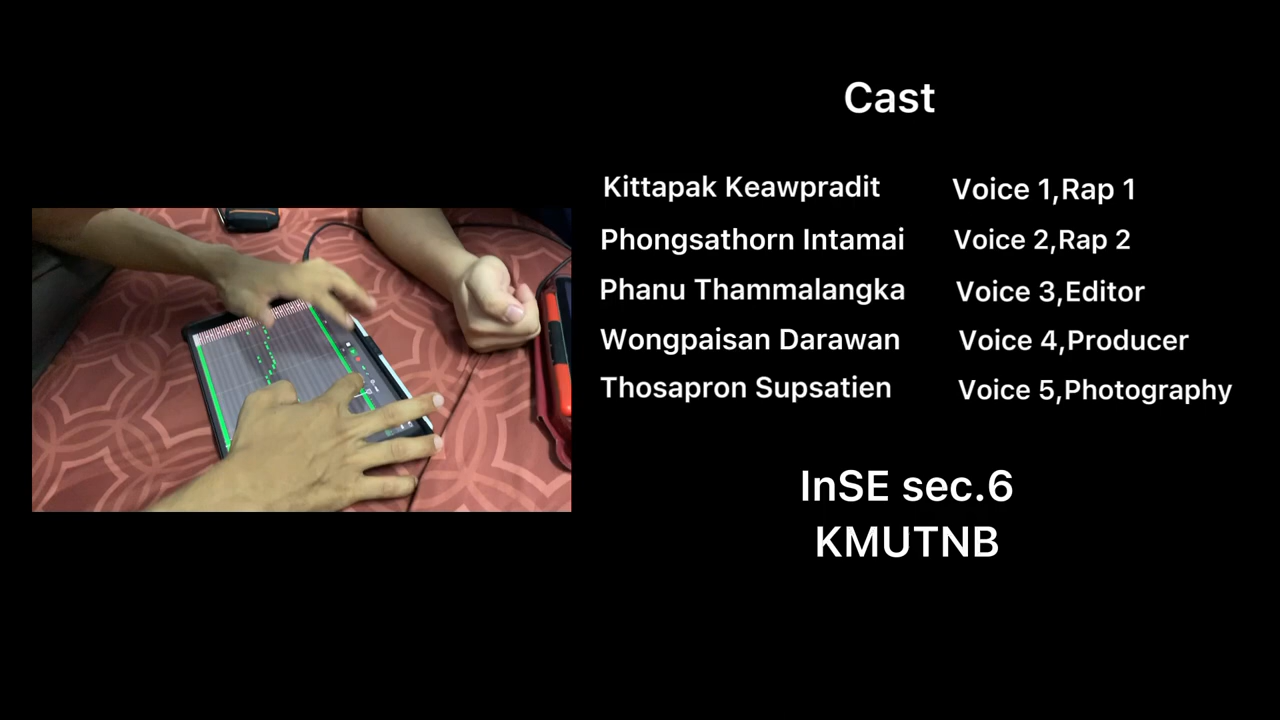 Cast
Kittapak Keawpradit Voice 1,Rap 1
Phongsathorn Intamai Voice 2,Rap 2
Phanu Thammalangka Voice 3,Editor
Wongpaisan Darawan Voice 4,Producer
Thosapron Supsatien Voice 5,Photography
InSE sec.6
KMUTNB